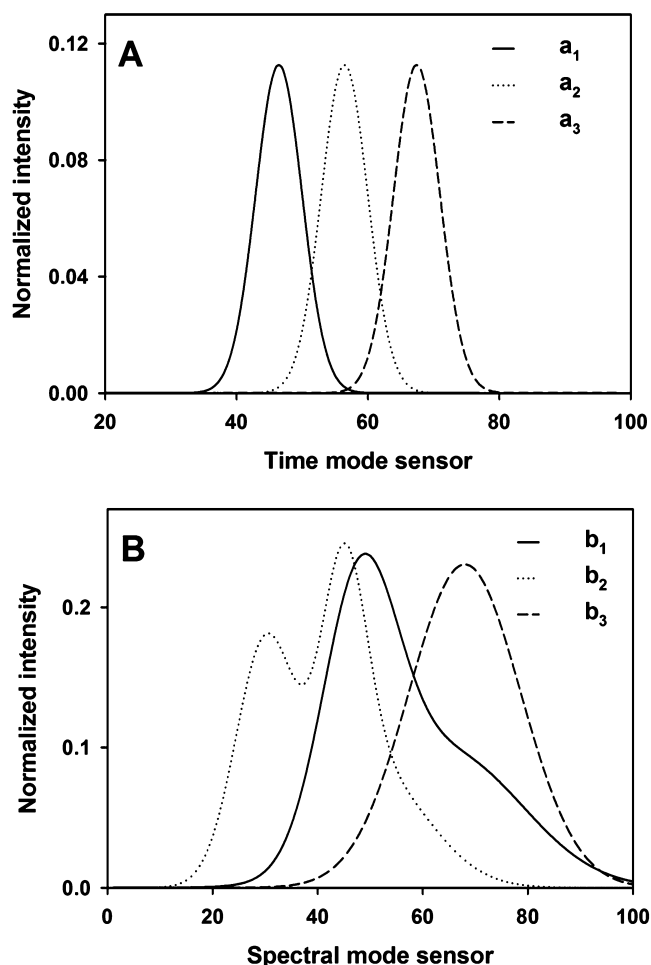 A
a1
a2
a3
Normalized intensity
0.12
0.08
0.04
0.00
20 40 60 80 100
Time mode sensor
B
b1
b2
b3
Normalized intensity
0.2
0.1
0.0
0 20 40 60 80 100
Spectral mode sensor